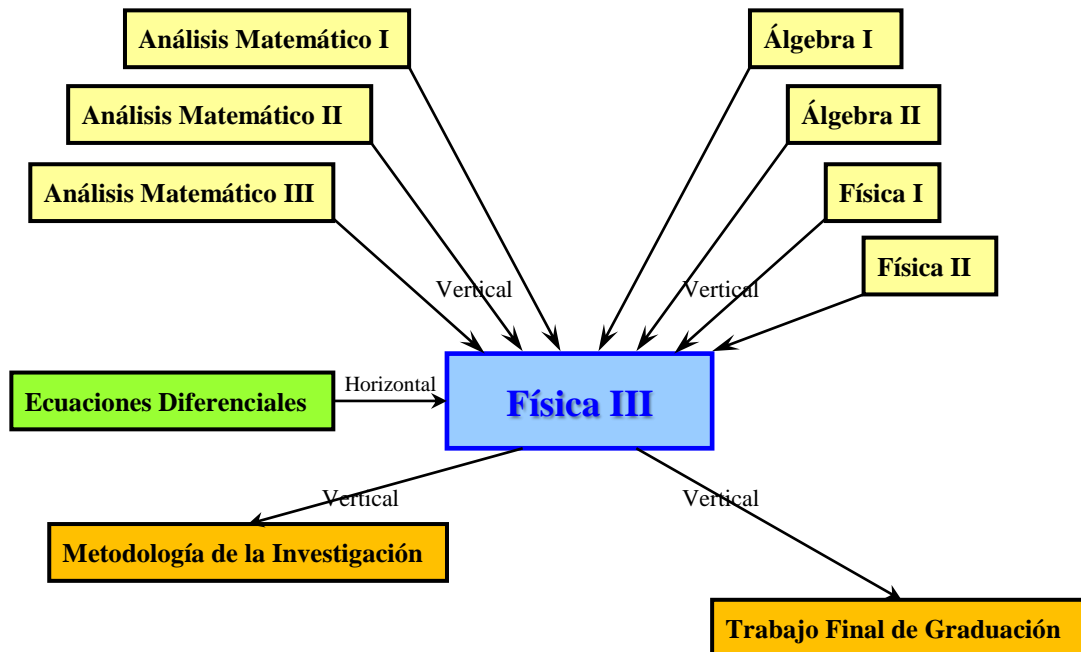 Análisis Matemático I
Álgebra I
Análisis Matemático II
Álgebra II
Análisis Matemático III
Física I
Física II
Vertical
Vertical
Horizontal
Ecuaciones Diferenciales
Física III
Vertical
Vertical
Metodología de la Investigación
Trabajo Final de Graduación